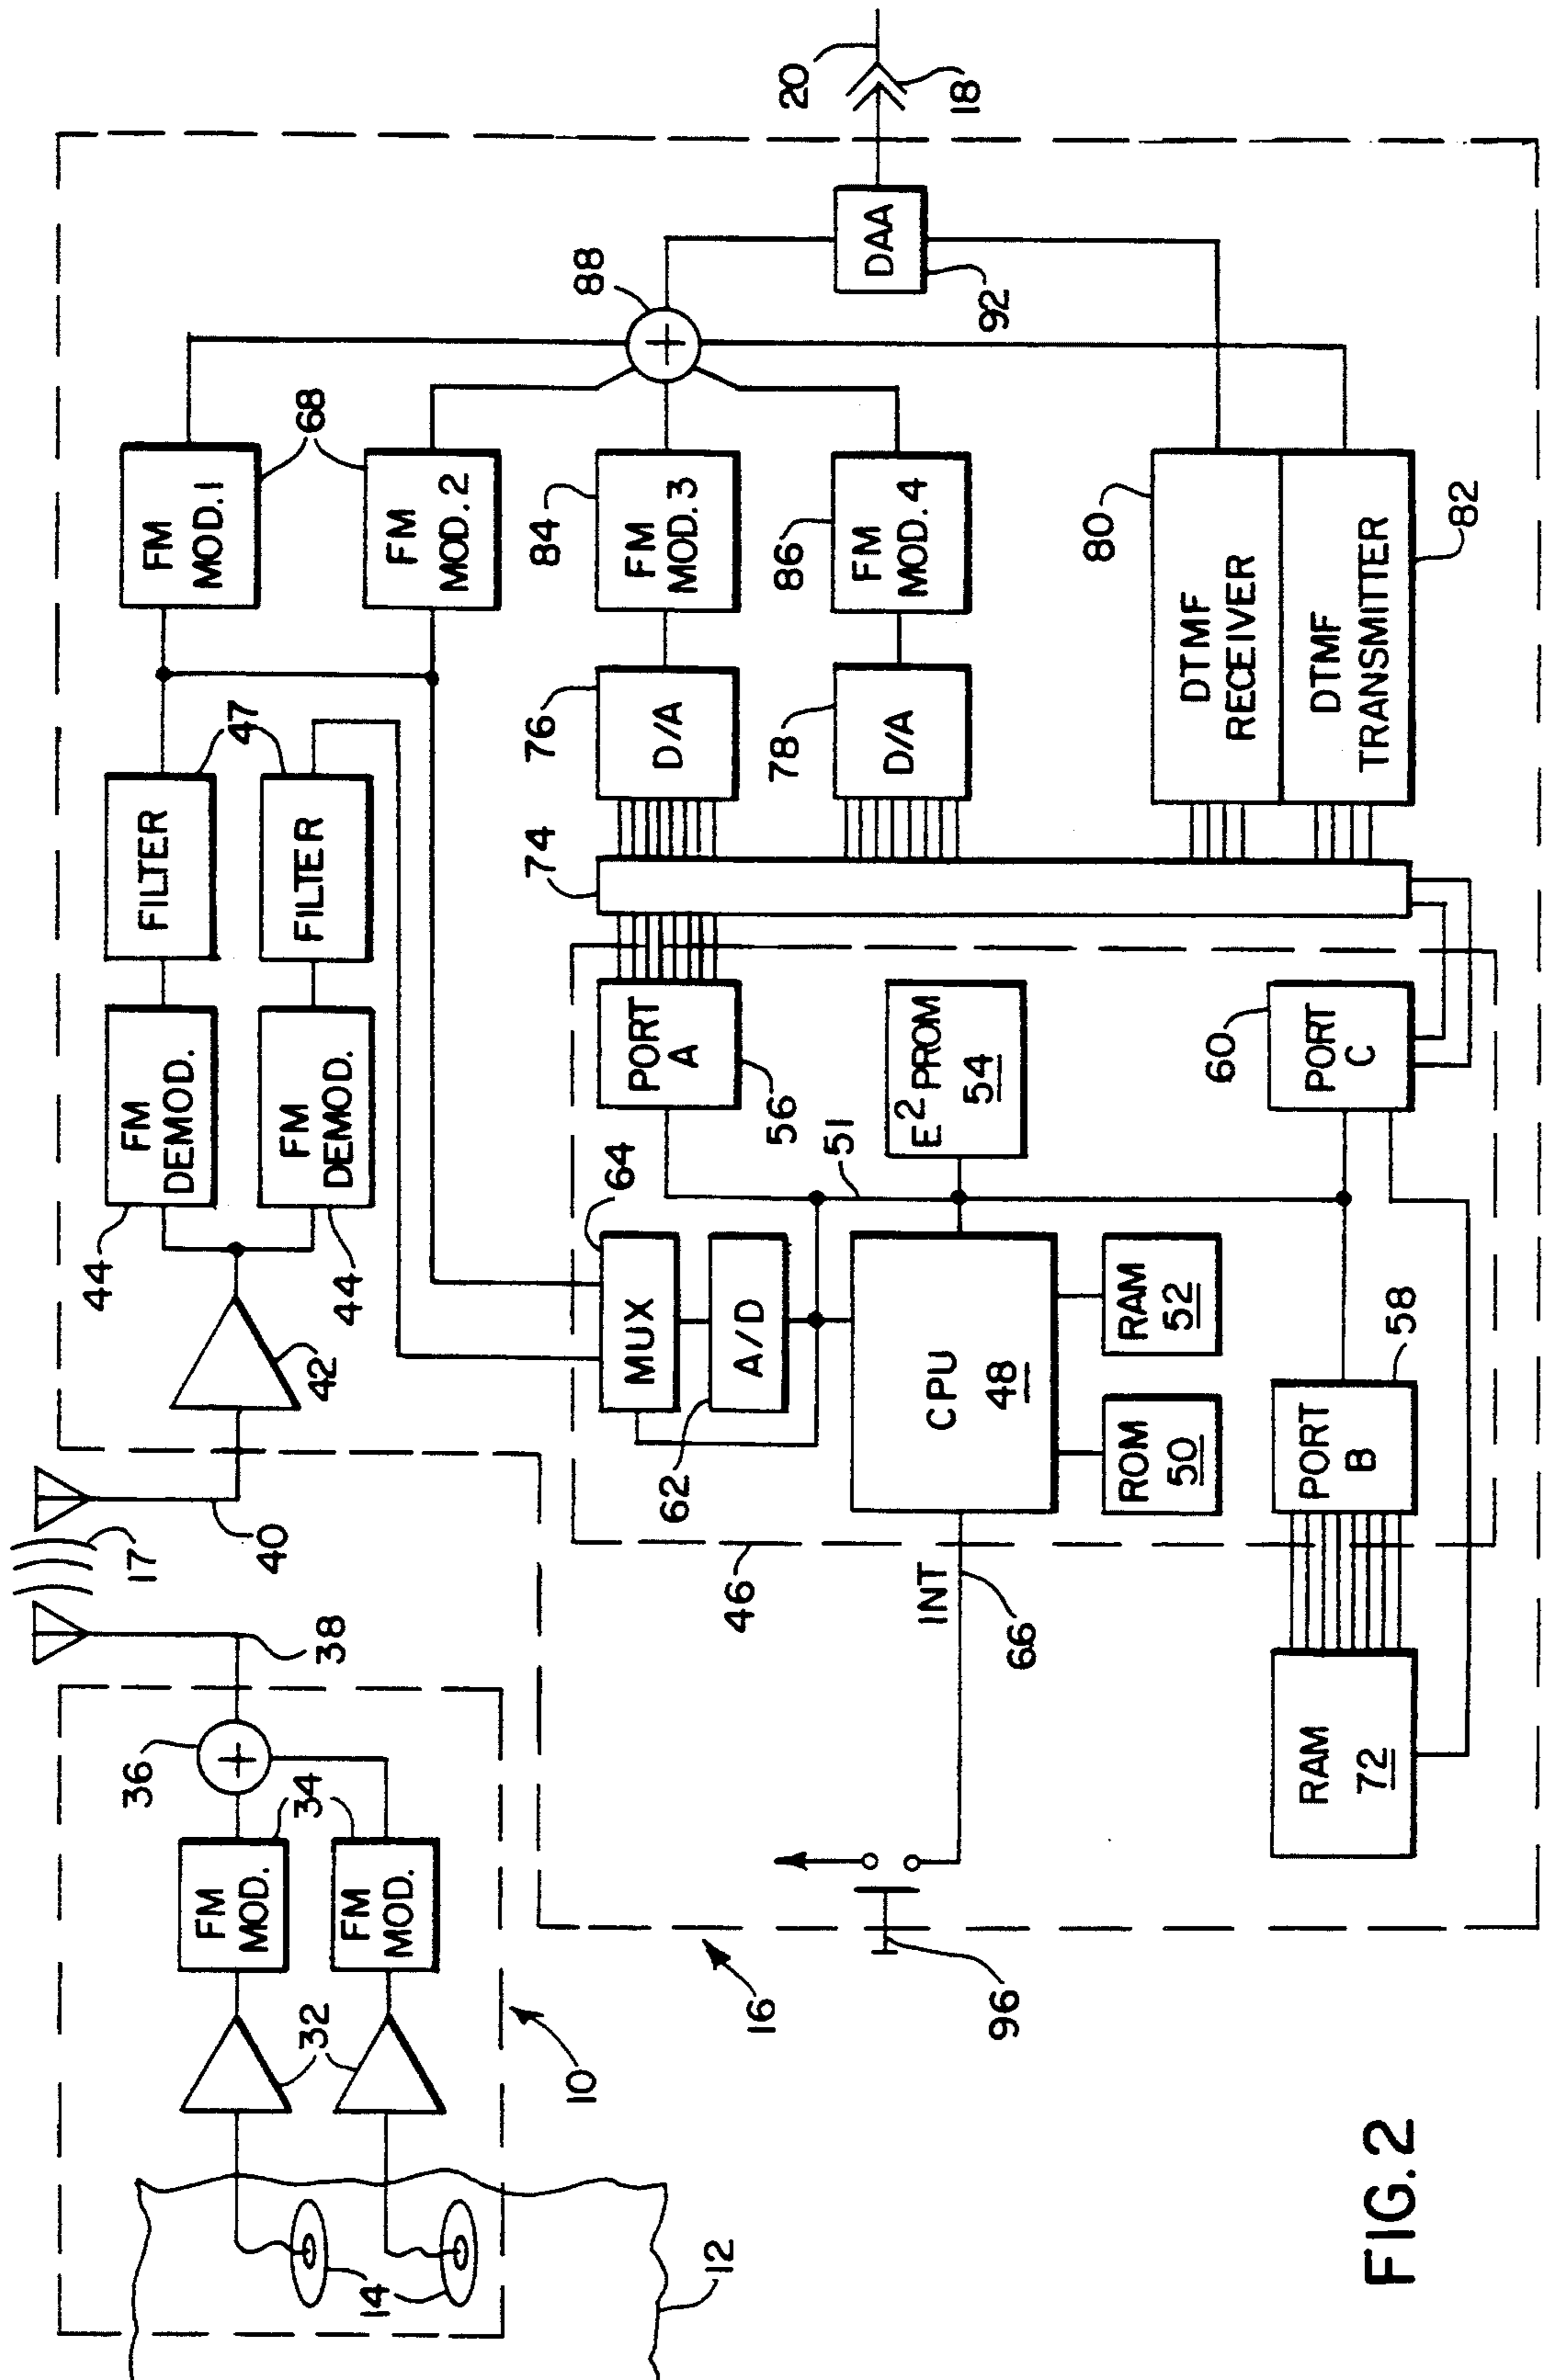 10
12
14
32
FM
MOD.
FM
MOD.
34
36
38
17
40
42
44
44
FM
DEMOD.
FM
DEMOD.
FILTER
FILTER
47
FM
MOD. 1
FM
MOD. 2
68
16
96
INT
66
46
MUX
64
A/D
62
CPU
48
ROM
50
RAM
52
E² PROM
54
51
PORT
A
56
PORT
B
58
PORT
C
60
RAM
72
74
D/A
76
D/A
78
FM
MOD. 3
84
FM
MOD. 4
86
DTMF
RECEIVER
80
DTMF
TRANSMITTER
82
88
DAA
92
18
20
FIG. 2